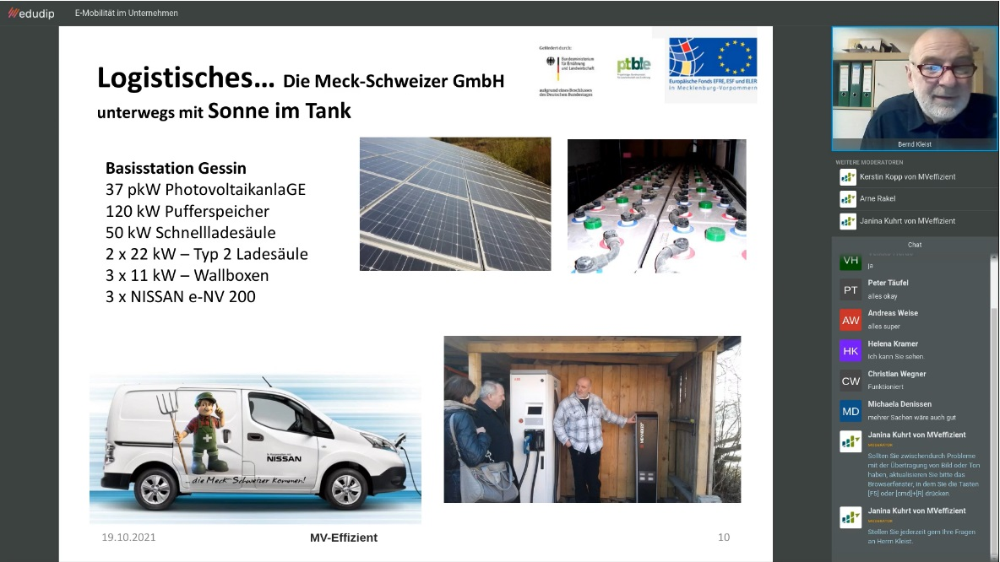 edudip
E-Mobilität im Unternehmen
Logistisches... Die Meck-Schweizer GmbH
unterwegs mit Sonne im Tank
Gefördert durch:
Bundesministerium
für Ernährung
und Landwirtschaft
aufgrund eines Beschlusses
des Deutschen Bundestages
ptble
Europäische Fonds EFRE, ESF und ELER
in Mecklenburg-Vorpommern
Basisstation Gessin
37 pkW PhotovoltaikanlaGE
120 kW Pufferspeicher
50 kW Schnellladesäule
2 x 22 kW – Typ 2 Ladesäule
3 x 11 kW – Wallboxen
3 x NISSAN e-NV 200
In Kooperation mit
NISSAN
...die Meck-Schweizer kommen!
19.10.2021
MV-Effizient
10
Bernd Kleist
WEITERE MODERATOREN
Kerstin Kopp von MVeffizient
Arne Rakel
Janina Kuhrt von MVeffizient
Chat
VH
ja
PT
Peter Täufel
alles okay
AW
Andreas Weise
alles super
HK
Helena Kramer
Ich kann Sie sehen.
CW
Christian Wegner
Funktioniert
MD
Michaela Denissen
mehrer Sachen wäre auch gut
Janina Kuhrt von MVeffizient
MODERATOR
Sollten Sie zwischendurch Probleme
mit der Übertragung von Bild oder Ton
haben, aktualisieren Sie bitte das
Browserfenster, in dem Sie die Tasten
[F5] oder [cmd]+[R] drücken.
Janina Kuhrt von MVeffizient
MODERATOR
Stellen Sie jederzeit gern Ihre Fragen
an Herrn Kleist.